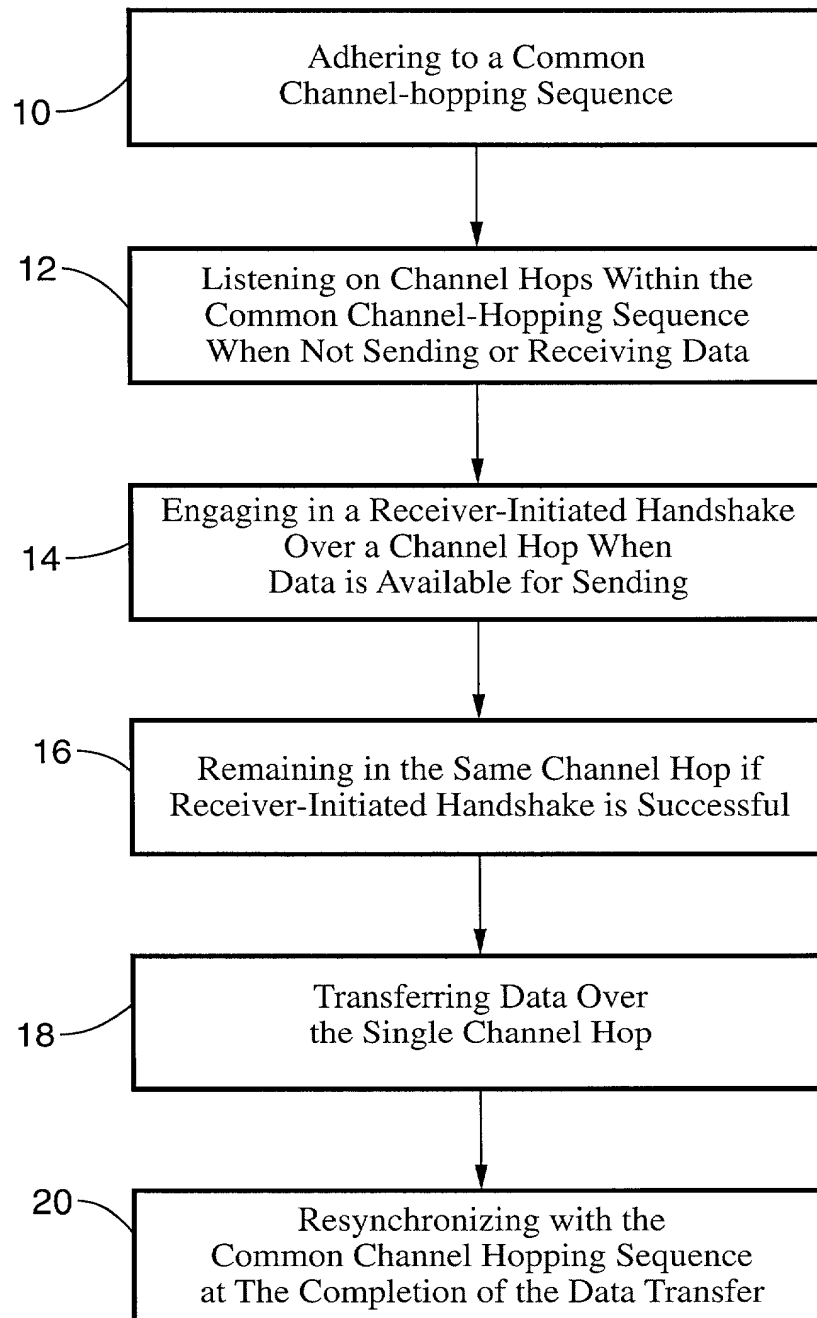 10
Adhering to a Common
Channel-hopping Sequence
12
Listening on Channel Hops Within the
Common Channel-Hopping Sequence
When Not Sending or Receiving Data
14
Engaging in a Receiver-Initiated Handshake
Over a Channel Hop When
Data is Available for Sending
16
Remaining in the Same Channel Hop if
Receiver-Initiated Handshake is Successful
18
Transferring Data Over
the Single Channel Hop
20
Resynchronizing with the
Common Channel Hopping Sequence
at The Completion of the Data Transfer